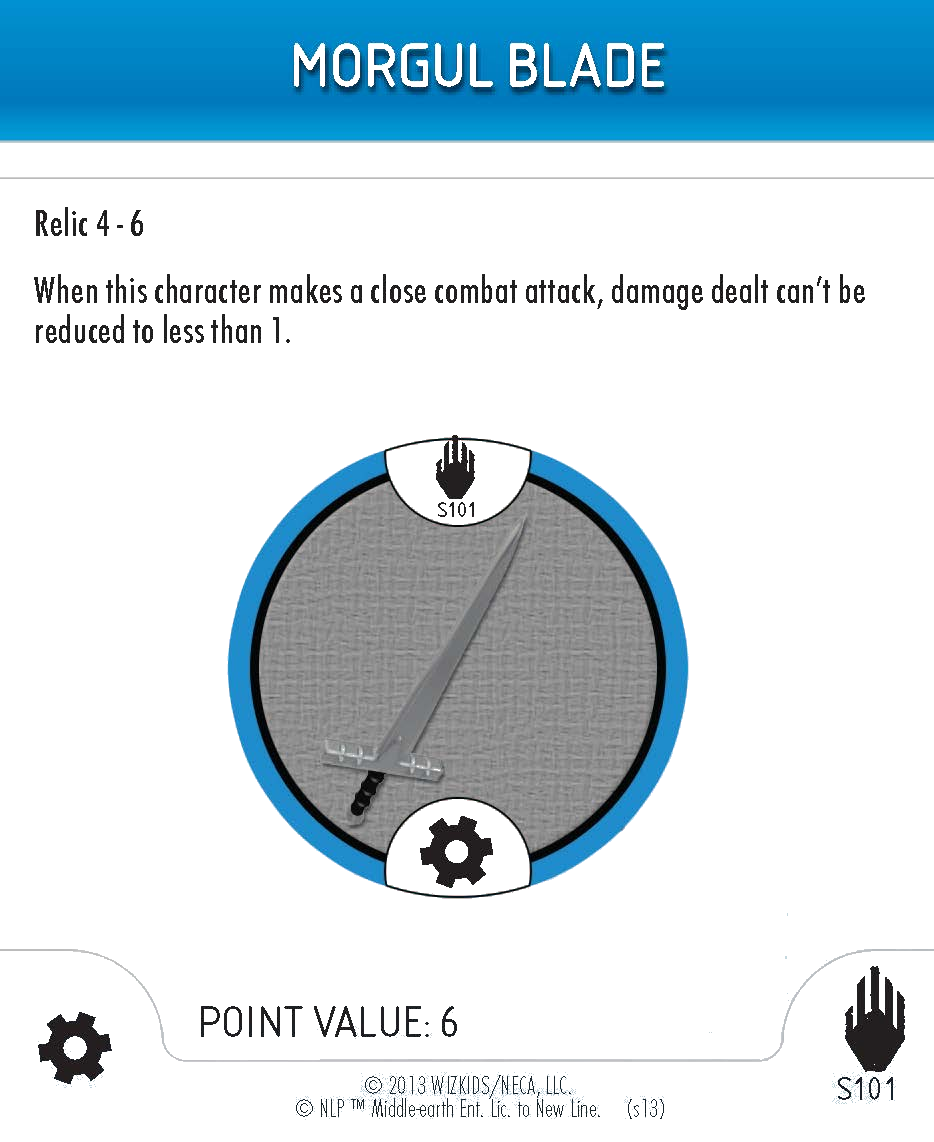 MORGUL BLADE
Relic 4 - 6
When this character makes a close combat attack, damage dealt can’t be
reduced to less than 1.
S101
POINT VALUE: 6
S101
© 2013 WIZKIDS/NECA, LLC.
© NLP ™ Middle-earth Ent. Lic. to New Line. (s13)